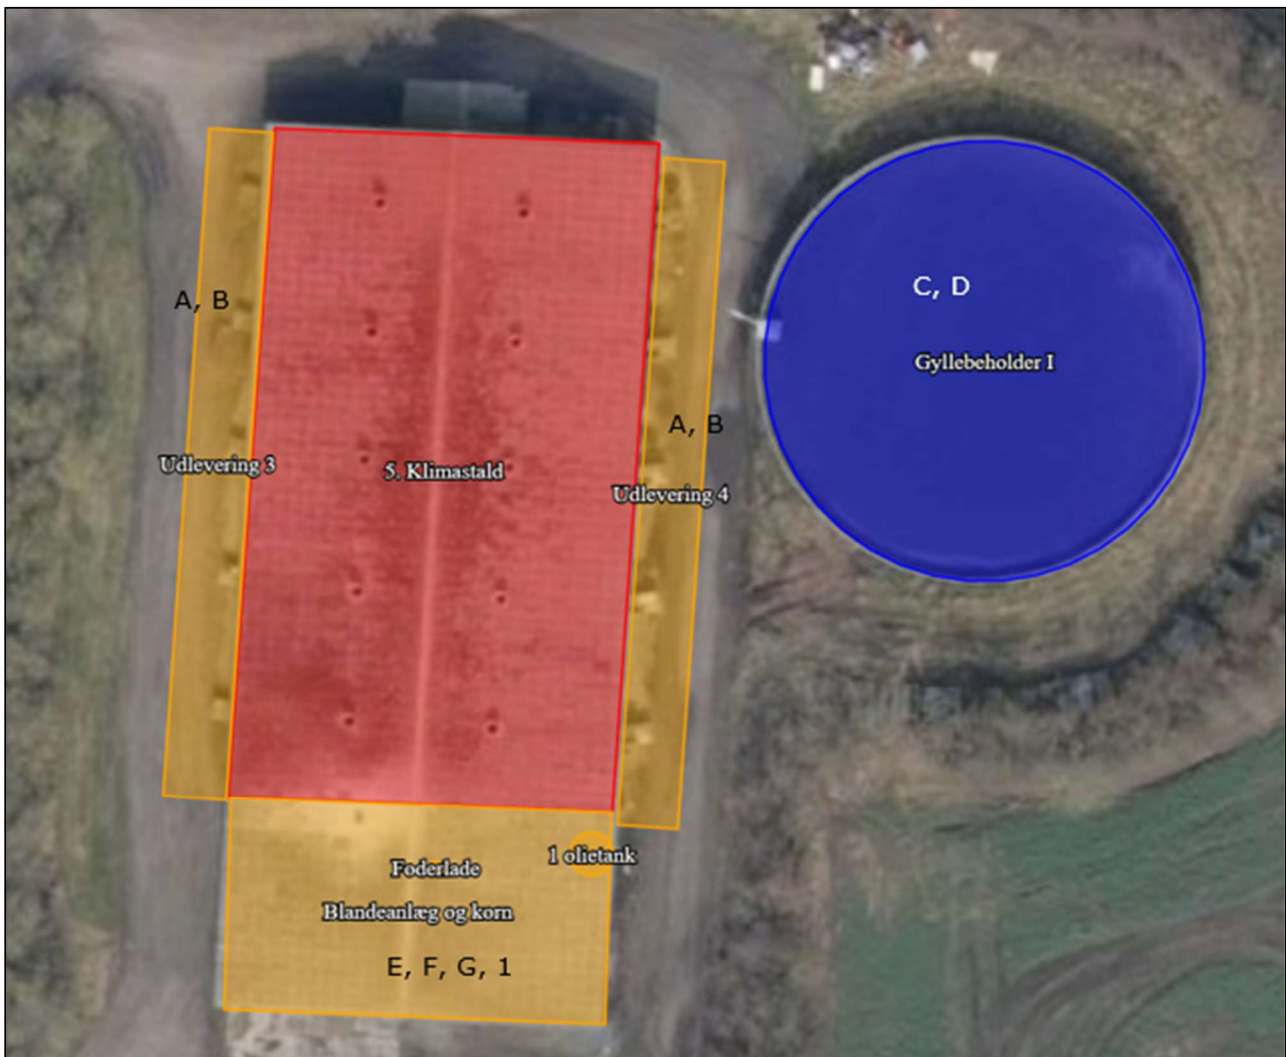 C, D
A, B
Gyllebeholder I
A, B
Udlevering 3
5. Klimastald
Udlevering 4
1 olietank
Foderlade
Blandeanlæg og korn
E, F, G, 1